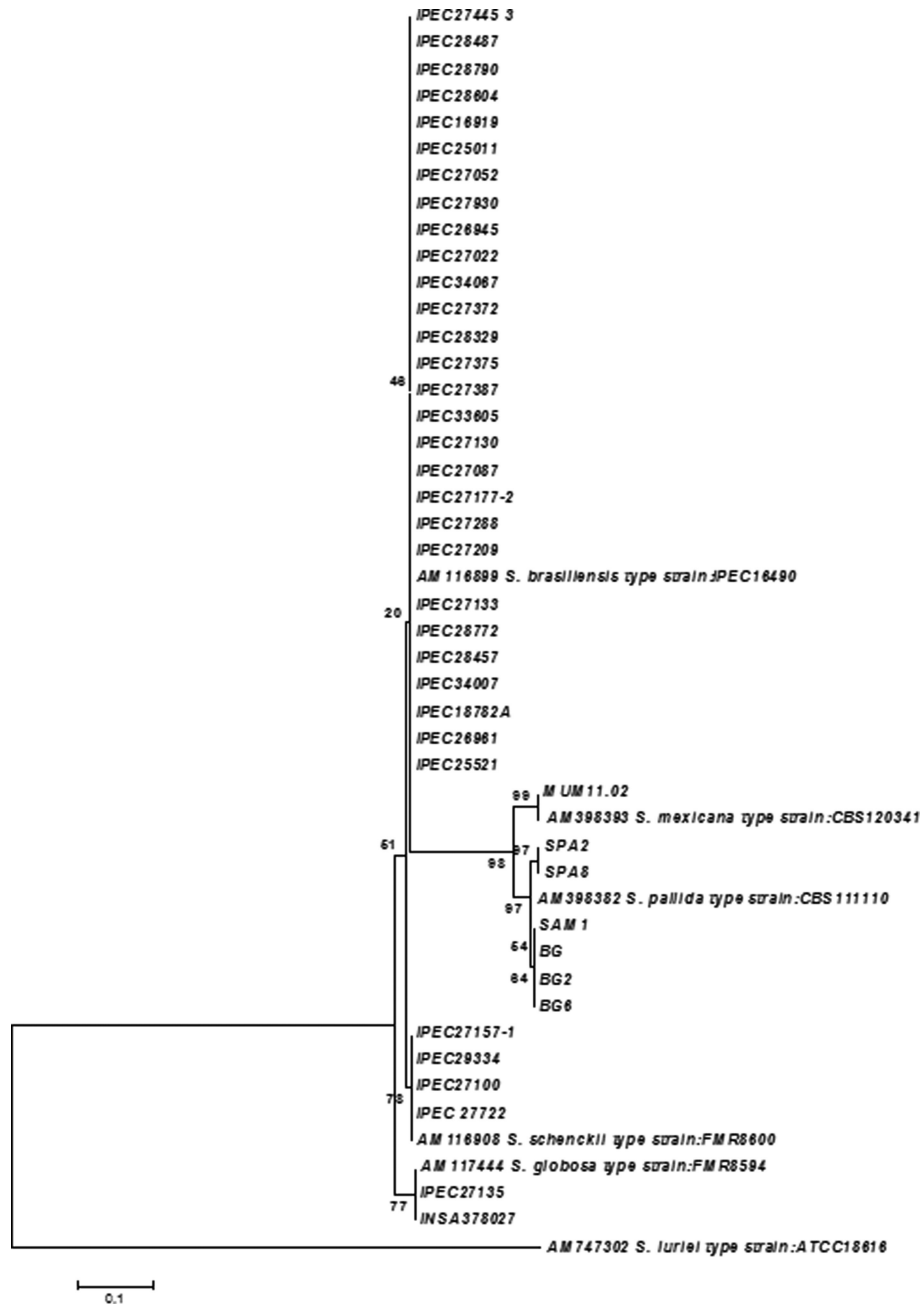 IPEC27445 3
IPEC28487
IPEC28790
IPEC28604
IPEC16919
IPEC25011
IPEC27052
IPEC27930
IPEC26945
IPEC27022
IPEC34067
IPEC27372
IPEC28329
IPEC27375
46
IPEC27387
IPEC33605
IPEC27130
IPEC27087
IPEC27177-2
IPEC27288
IPEC27209
AM116899 S. brasiliensis type strain:IPEC16490
IPEC27133
20
IPEC28772
IPEC28457
IPEC34007
IPEC18782A
IPEC26961
IPEC25521
MUM11.02
99
AM398393 S. mexicana type strain:CBS120341
61
SPA2
97
98
SPA8
AM398382 S. pallida type strain:CBS111110
97
SAM1
54
BG
BG2
64
BG6
IPEC27157-1
IPEC29334
IPEC27100
78
IPEC 27722
AM116908 S. schenckii type strain:FMR8600
AM117444 S. globosa type strain:FMR8594
IPEC27135
77
INSA378027
AM747302 S. luriei type strain:ATCC18616
0.1